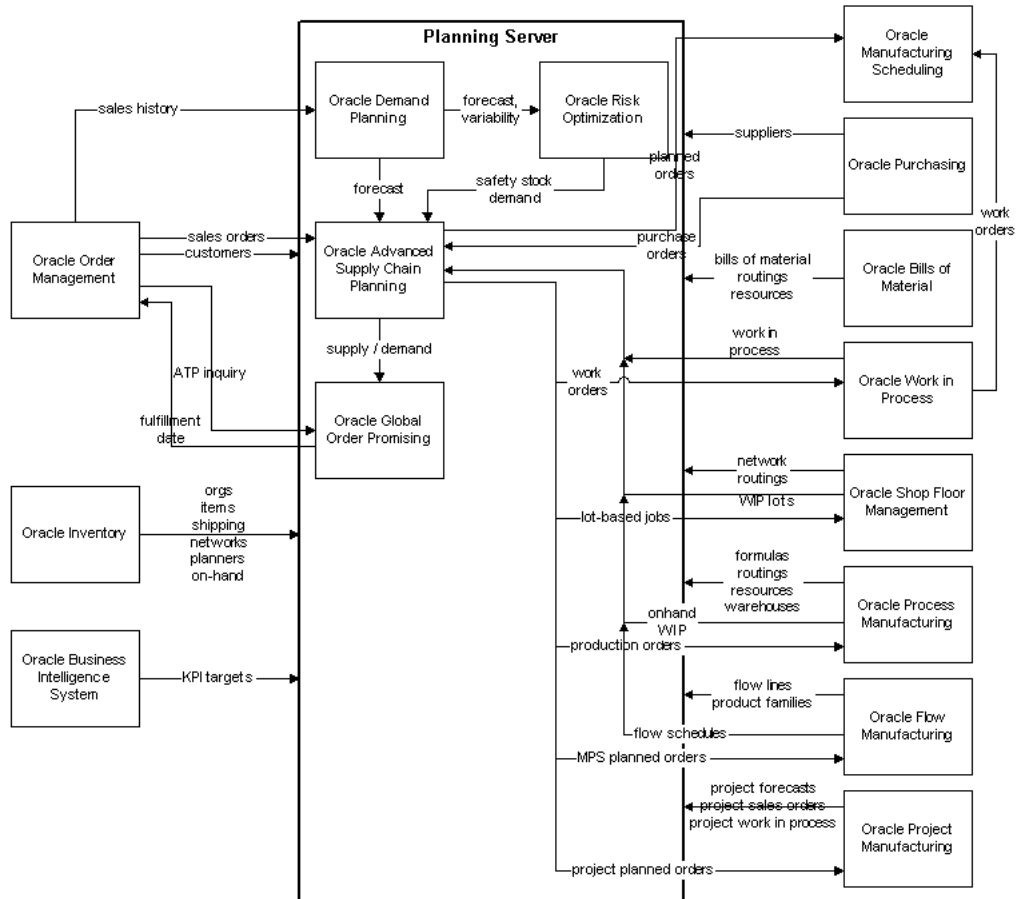 Planning Server
Oracle
Manufacturing
Scheduling
sales history
Oracle Demand
Planning
forecast,
variability
Oracle Risk
Optimization
suppliers
Oracle Purchasing
planned
orders
forecast
safety stock
demand
work
orders
Oracle Order
Management
sales orders
customers
Oracle Advanced
Supply Chain
Planning
purchase
orders
bills of material
routings
resources
Oracle Bills of
Material
supply / demand
work in
process
ATP inquiry
work
orders
Oracle Work in
Process
fulfillment
date
Oracle Global
Order Promising
network
routings
Oracle Shop Floor
Management
WIP lots
lot-based jobs
Oracle Inventory
orgs
items
shipping
networks
planners
on-hand
formulas
routings
resources
warehouses
Oracle Process
Manufacturing
onhand
WIP
production orders
Oracle Business
Intelligence
System
KPI targets
flow lines
product families
Oracle Flow
Manufacturing
flow schedules
MPS planned orders
project forecasts
project sales orders
project work in process
Oracle Project
Manufacturing
project planned orders